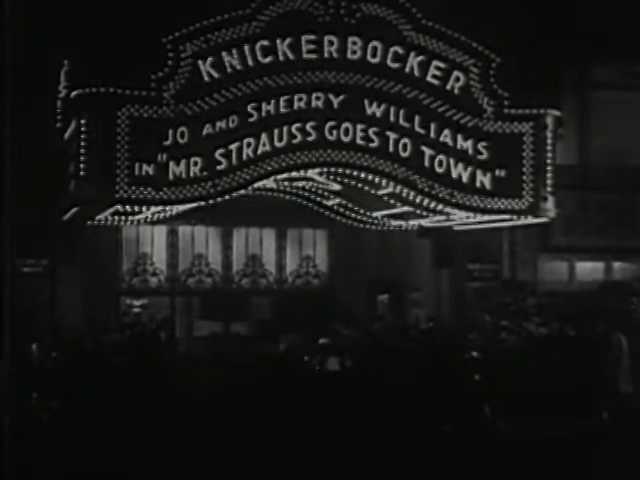 KNICKERBOCKER
JO AND SHERRY WILLIAMS
IN "MR. STRAUSS GOES TO TOWN"